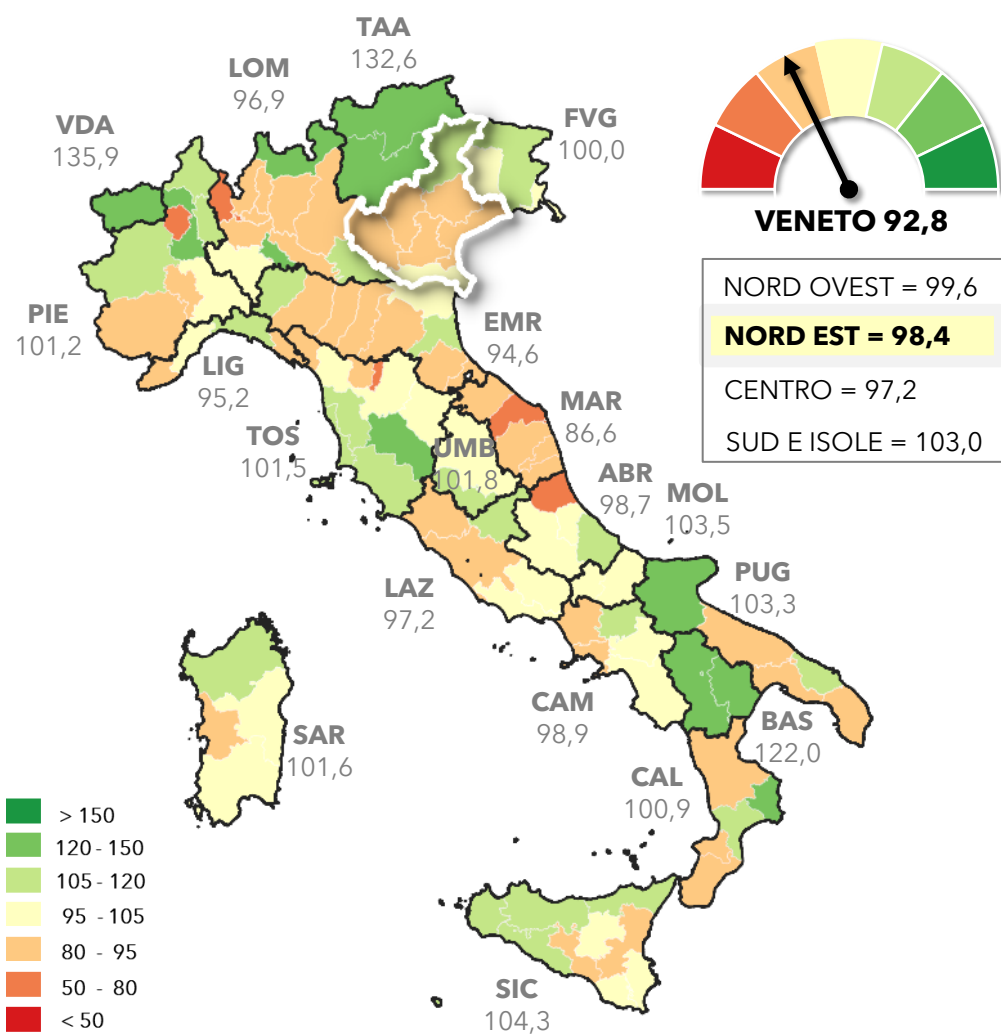 TAA
132,6
LOM
96,9
VDA
135,9
FVG
100,0
VENETO 92,8
NORD OVEST = 99,6
NORD EST = 98,4
CENTRO = 97,2
SUD E ISOLE = 103,0
PIE
101,2
LIG
95,2
EMR
94,6
TOS
101,5
UMB
101,8
MAR
86,6
ABR
98,7
MOL
103,5
LAZ
97,2
PUG
103,3
CAM
98,9
BAS
122,0
SAR
101,6
CAL
100,9
SIC
104,3
> 150
120 - 150
105 - 120
95 - 105
80 - 95
50 - 80
< 50